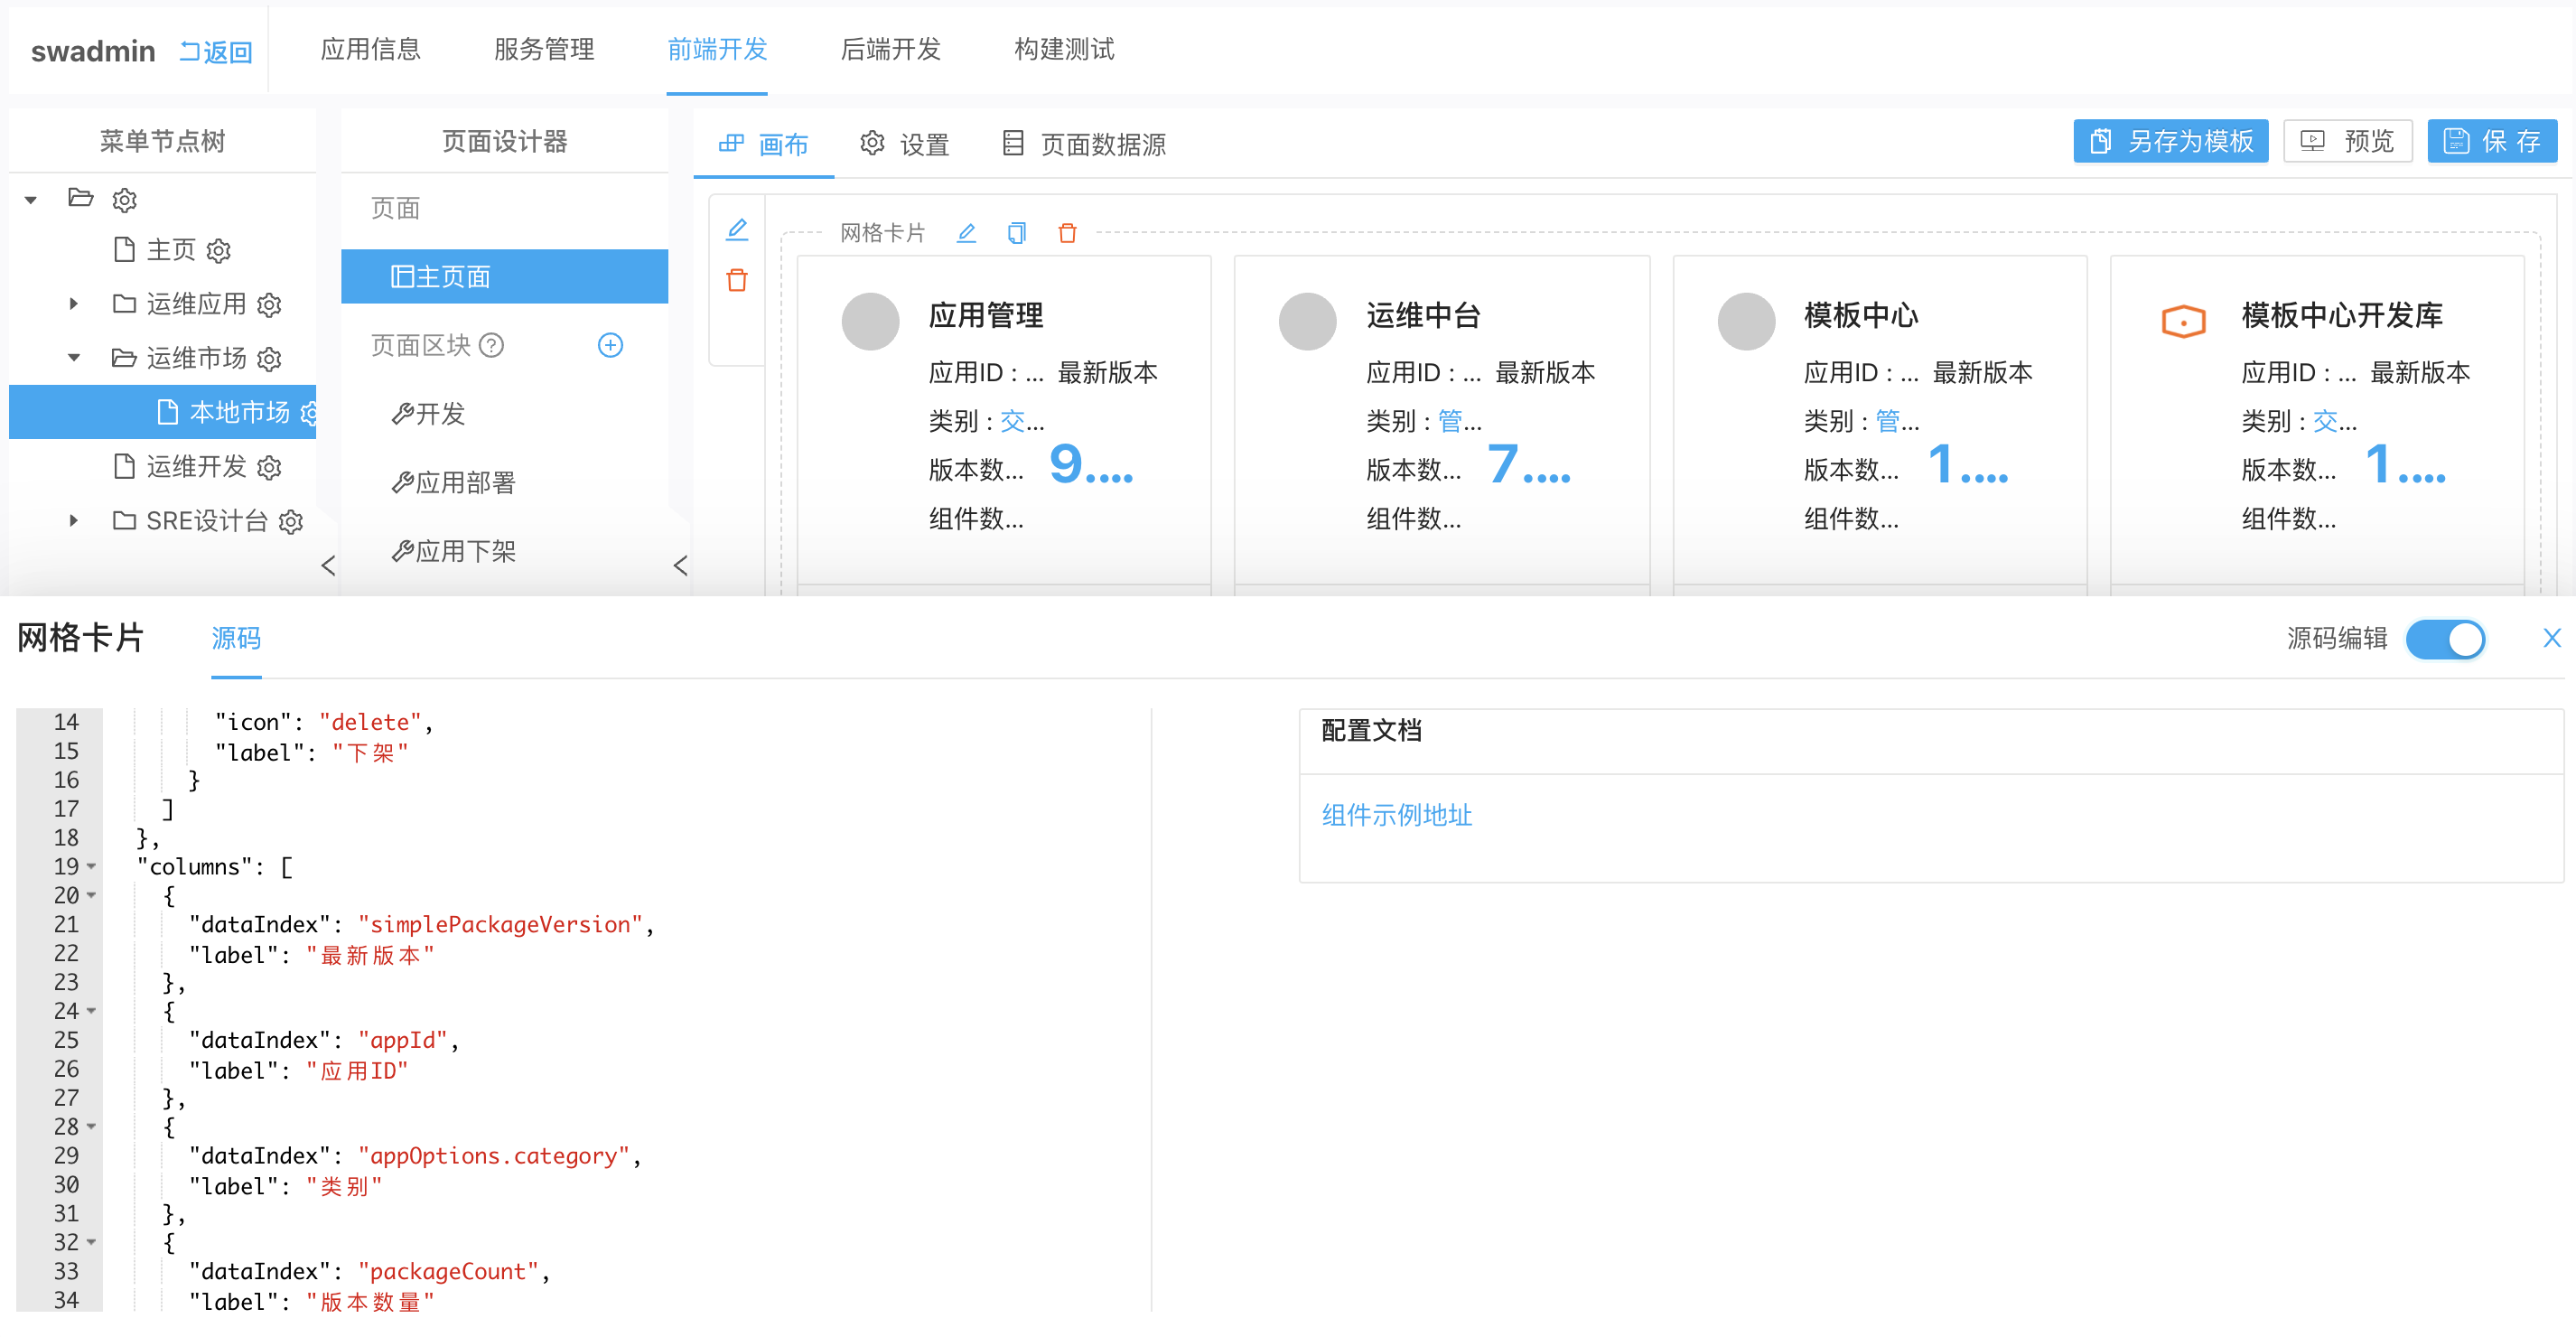 swadmin 返回 应用信息 服务管理 前端开发 后端开发 构建测试
菜单节点树
主页
运维应用
运维市场
本地市场
运维开发
SRE设计台
页面设计器
页面
主页面
页面区块
开发
应用部署
应用下架
画布 设置 页面数据源 另存为模板 预览 保 存
网格卡片
应用管理
应用ID : ... 最新版本
类别 : 交...
版本数... 9....
组件数...
运维中台
应用ID : ... 最新版本
类别 : 管...
版本数... 7....
组件数...
模板中心
应用ID : ... 最新版本
类别 : 管...
版本数... 1....
组件数...
模板中心开发库
应用ID : ... 最新版本
类别 : 交...
版本数... 1....
组件数...
网格卡片 源码 源码编辑
14 "icon": "delete",
15 "label": "下架"
16 }
17 ]
18 },
19 "columns": [
20 {
21 "dataIndex": "simplePackageVersion",
22 "label": "最新版本"
23 },
24 {
25 "dataIndex": "appId",
26 "label": "应用ID"
27 },
28 {
29 "dataIndex": "appOptions.category",
30 "label": "类别"
31 },
32 {
33 "dataIndex": "packageCount",
34 "label": "版本数量"
配置文档
组件示例地址